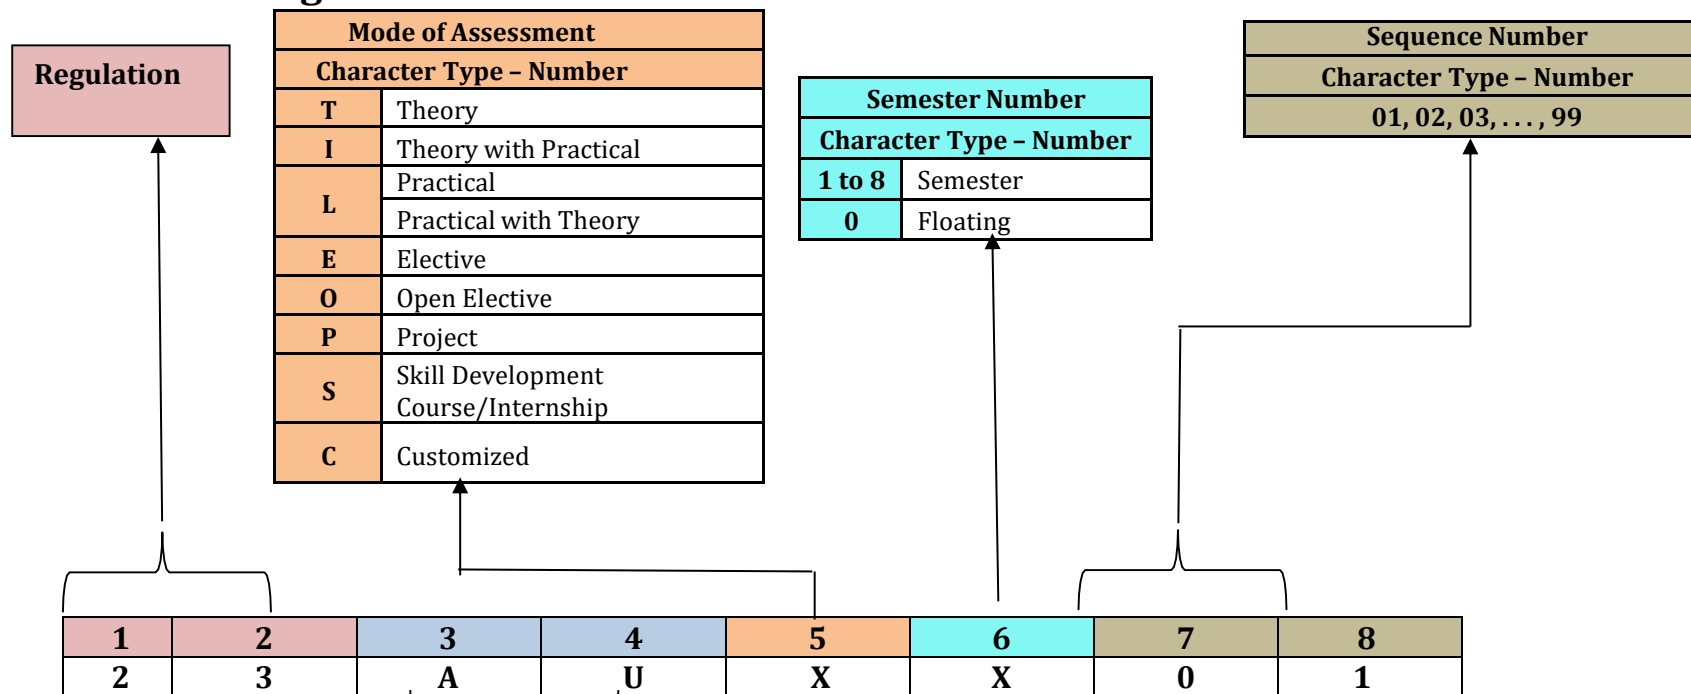 Regulation
Mode of Assessment
Character Type – Number
T Theory
I Theory with Practical
L Practical
Practical with Theory
E Elective
O Open Elective
P Project
S Skill Development
Course/Internship
C Customized
Semester Number
Character Type – Number
1 to 8 Semester
0 Floating
Sequence Number
Character Type – Number
01, 02, 03, . . . , 99
1 2 3 4 5 6 7 8
2 3 A U X X 0 1